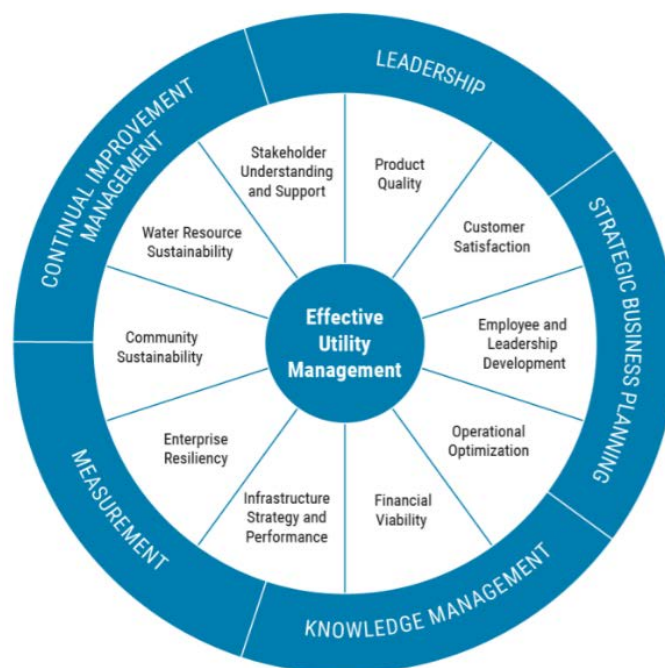 LEADERSHIP
STRATEGIC BUSINESS PLANNING
KNOWLEDGE MANAGEMENT
MEASUREMENT
CONTINUAL IMPROVEMENT
MANAGEMENT
Product
Quality
Customer
Satisfaction
Employee and
Leadership
Development
Operational
Optimization
Financial
Viability
Infrastructure
Strategy and
Performance
Enterprise
Resiliency
Community
Sustainability
Water Resource
Sustainability
Stakeholder
Understanding
and Support
Effective
Utility
Management